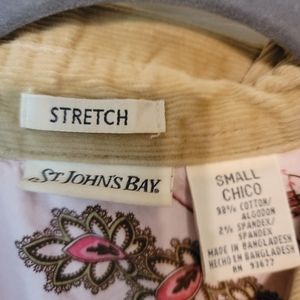 STRETCH
ST. JOHN'S BAY.
SMALL
CHICO
98% COTTON/
ALGODON
2% SPANDEX/
SPANDEX
MADE IN BANGLADESH
HECHO EN BANGLADESH
RN 93677